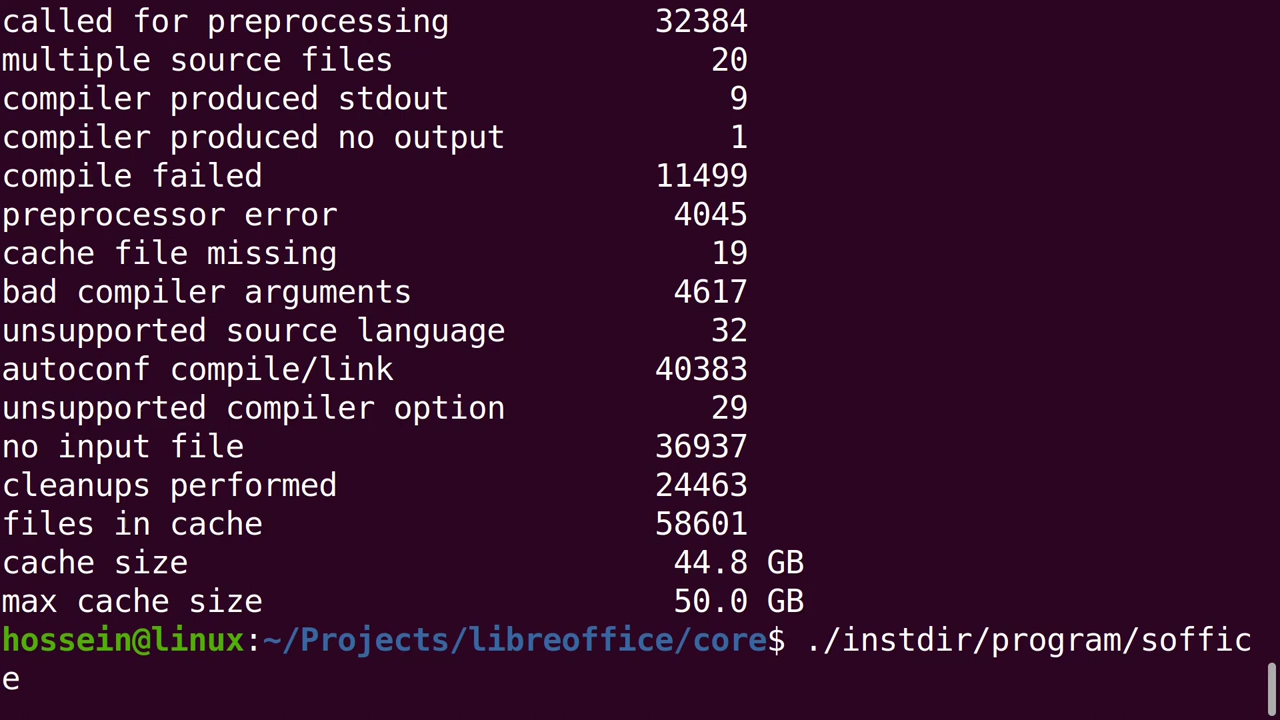 called for preprocessing           32384
multiple source files                 20
compiler produced stdout               9
compiler produced no output            1
compile failed                     11499
preprocessor error                  4045
cache file missing                    19
bad compiler arguments              4617
unsupported source language           32
autoconf compile/link              40383
unsupported compiler option           29
no input file                      36937
cleanups performed                 24463
files in cache                     58601
cache size                          44.8 GB
max cache size                      50.0 GB
hossein@linux:~/Projects/libreoffice/core$ ./instdir/program/soffic
e